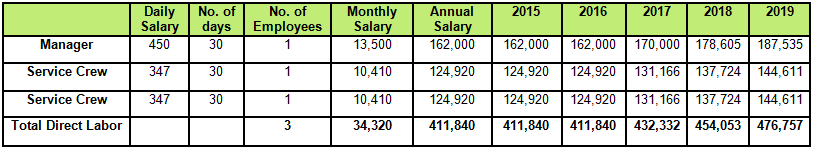 Daily Salary No. of days No. of Employees Monthly Salary Annual Salary 2015 2016 2017 2018 2019
Manager 450 30 1 13,500 162,000 162,000 162,000 170,000 178,605 187,535
Service Crew 347 30 1 10,410 124,920 124,920 124,920 131,166 137,724 144,611
Service Crew 347 30 1 10,410 124,920 124,920 124,920 131,166 137,724 144,611
Total Direct Labor 3 34,320 411,840 411,840 411,840 432,332 454,053 476,757